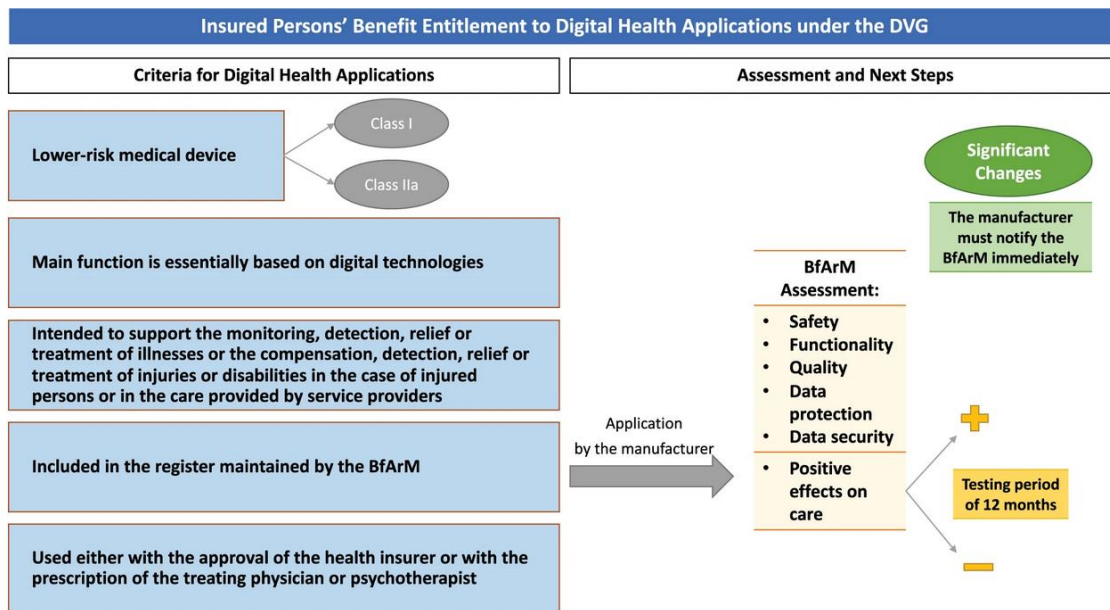 Insured Persons’ Benefit Entitlement to Digital Health Applications under the DVG
Criteria for Digital Health Applications
Lower-risk medical device
Class I
Class IIa
Main function is essentially based on digital technologies
Intended to support the monitoring, detection, relief or
treatment of illnesses or the compensation, detection, relief or
treatment of injuries or disabilities in the case of injured
persons or in the care provided by service providers
Included in the register maintained by the BfArM
Used either with the approval of the health insurer or with the
prescription of the treating physician or psychotherapist
Application
by the manufacturer
Assessment and Next Steps
BfArM
Assessment:
• Safety
• Functionality
• Quality
• Data
protection
• Data security
• Positive
effects on
care
Significant
Changes
The manufacturer
must notify the
BfArM immediately
Testing period
of 12 months